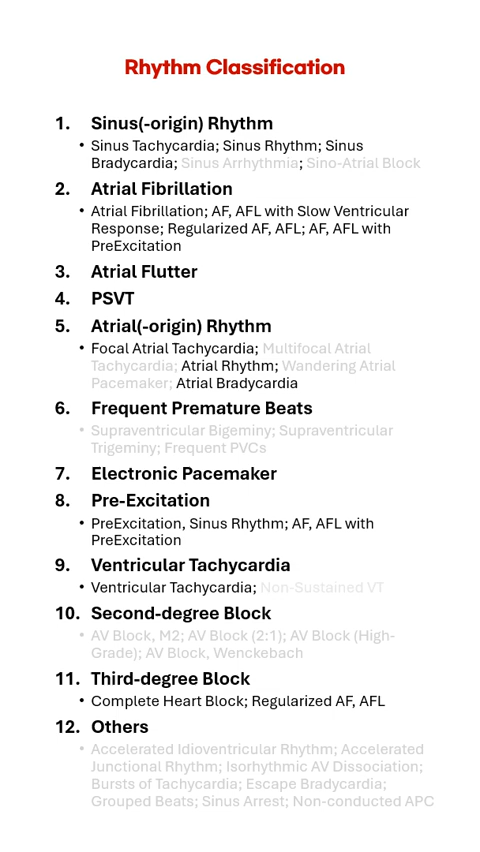 Rhythm Classification
1. Sinus(-origin) Rhythm
• Sinus Tachycardia; Sinus Rhythm; Sinus
Bradycardia; Sinus Arrhythmia; Sino-Atrial Block
2. Atrial Fibrillation
• Atrial Fibrillation; AF, AFL with Slow Ventricular
Response; Regularized AF, AFL; AF, AFL with
PreExcitation
3. Atrial Flutter
4. PSVT
5. Atrial(-origin) Rhythm
• Focal Atrial Tachycardia; Multifocal Atrial
Tachycardia; Atrial Rhythm; Wandering Atrial
Pacemaker; Atrial Bradycardia
6. Frequent Premature Beats
• Supraventricular Bigeminy; Supraventricular
Trigeminy; Frequent PVCs
7. Electronic Pacemaker
8. Pre-Excitation
• PreExcitation, Sinus Rhythm; AF, AFL with
PreExcitation
9. Ventricular Tachycardia
• Ventricular Tachycardia; Non-Sustained VT
10. Second-degree Block
• AV Block, M2; AV Block (2:1); AV Block (High-
Grade); AV Block, Wenckebach
11. Third-degree Block
• Complete Heart Block; Regularized AF, AFL
12. Others
• Accelerated Idioventricular Rhythm; Accelerated
Junctional Rhythm; Isorhythmic AV Dissociation;
Bursts of Tachycardia; Escape Bradycardia;
Grouped Beats; Sinus Arrest; Non-conducted APC